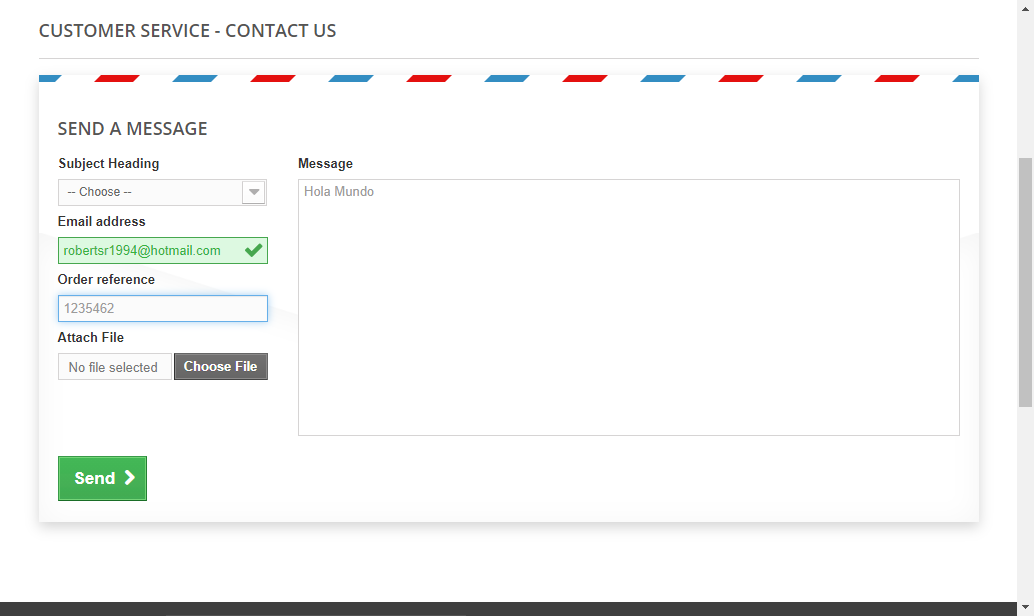 CUSTOMER SERVICE - CONTACT US
SEND A MESSAGE
Subject Heading
-- Choose --
Email address
robertsr1994@hotmail.com
Order reference
1235462
Attach File
No file selected
Choose File
Message
Hola Mundo
Send